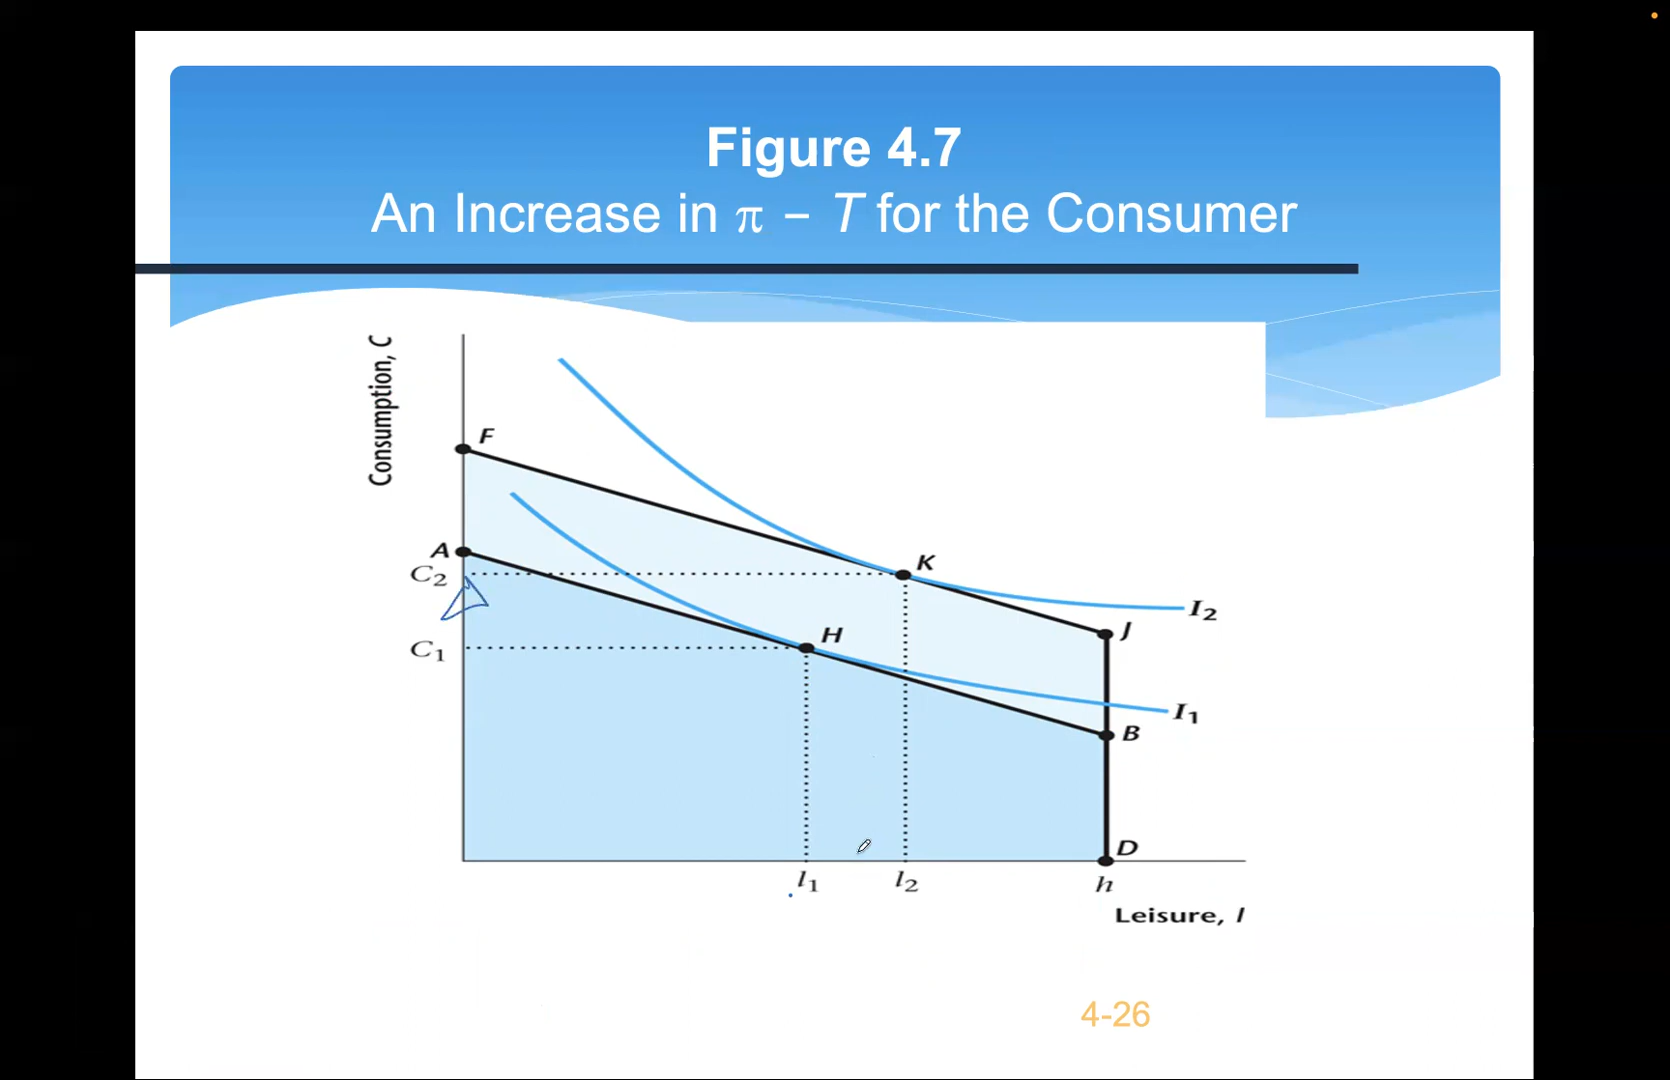 Figure 4.7
An Increase in π – T for the Consumer
Consumption, C
F
A
C₂
K
I₂
J
H
C₁
I₁
B
D
l₁
l₂
h
Leisure, l
4-26